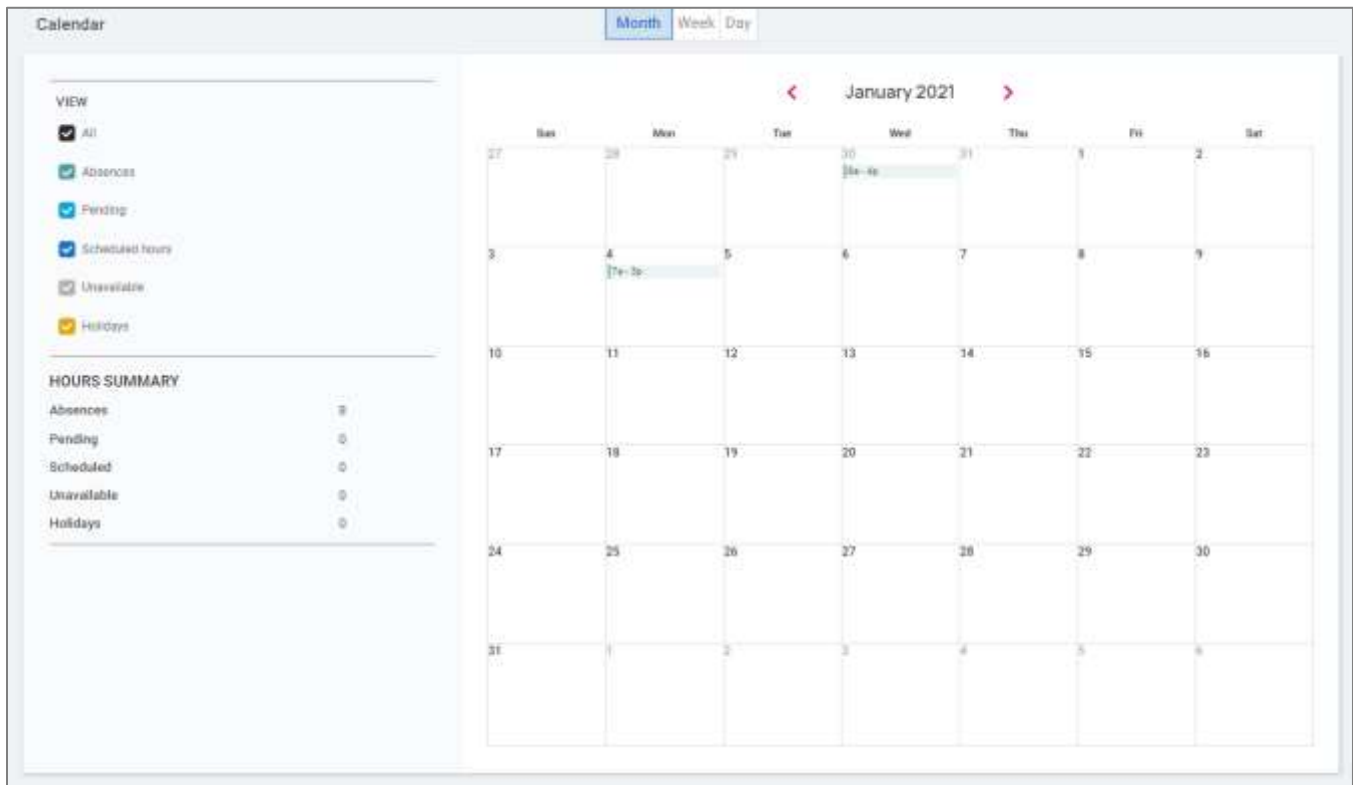 Calendar
Month Week Day
VIEW
All
Absences
Pending
Scheduled hours
Unavailable
Holidays
HOURS SUMMARY
Absences 8
Pending 0
Scheduled 0
Unavailable 0
Holidays 0
January 2021
Sun Mon Tue Wed Thu Fri Sat
27 28 29 30 31 1 2
8a - 4p
3 4 5 6 7 8 9
7a - 3p
10 11 12 13 14 15 16
17 18 19 20 21 22 23
24 25 26 27 28 29 30
31 1 2 3 4 5 6